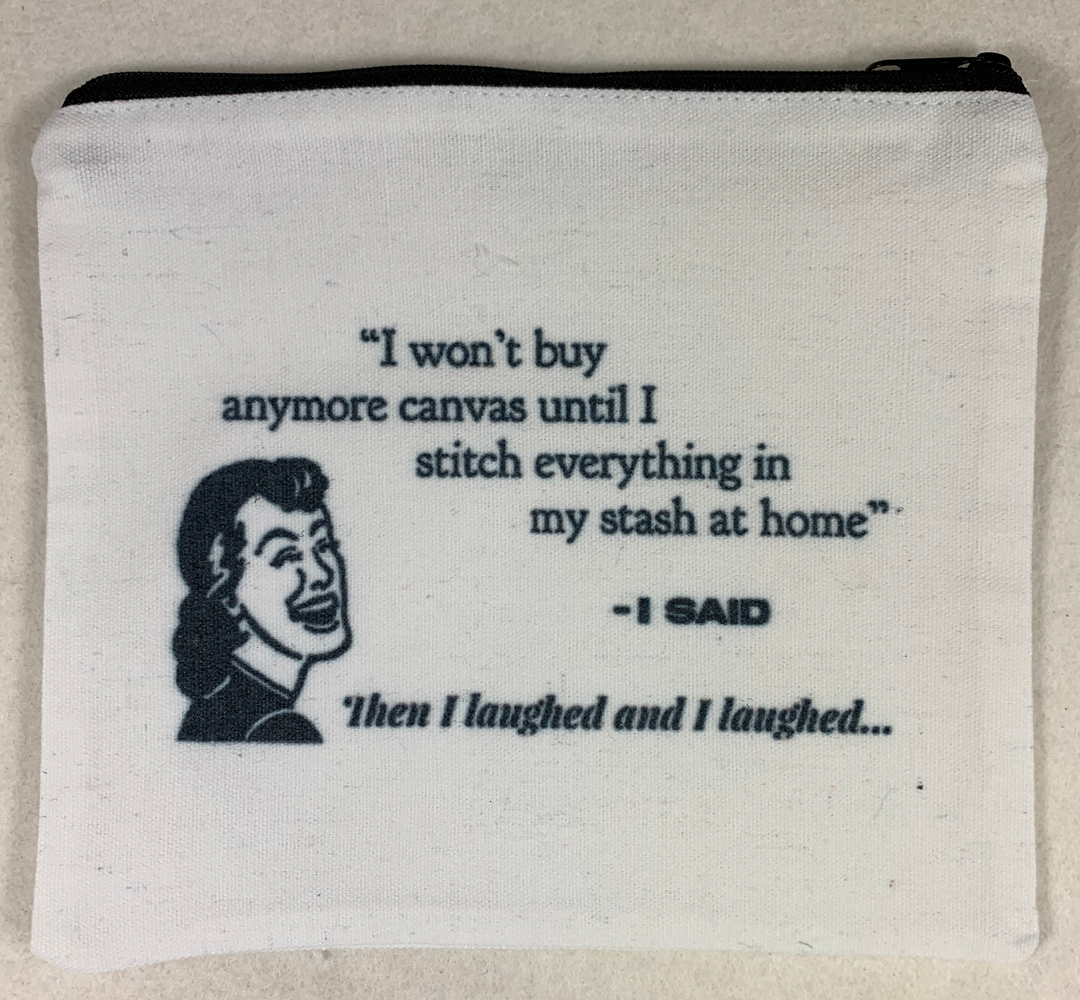 “I won’t buy
anymore canvas until I
stitch everything in
my stash at home”
-I SAID
Then I laughed and I laughed...